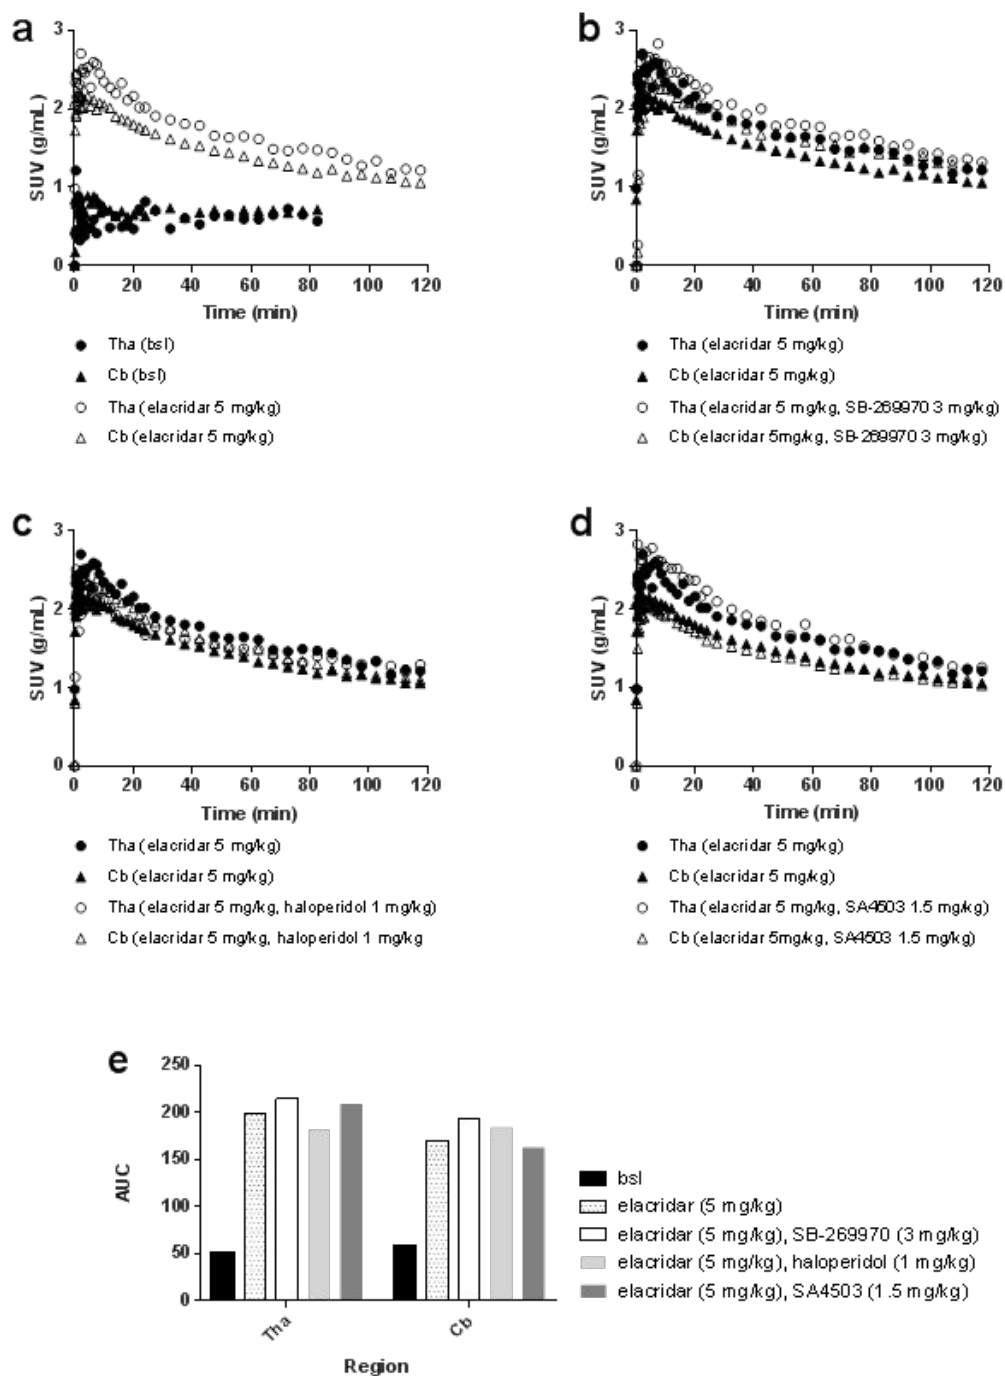 a
3
2
1
0
SUV (g/mL)
0 20 40 60 80 100 120
Time (min)
Tha (bsl)
Cb (bsl)
Tha (elacridar 5 mg/kg)
Cb (elacridar 5 mg/kg)
b
3
2
1
0
SUV (g/mL)
0 20 40 60 80 100 120
Time (min)
Tha (elacridar 5 mg/kg)
Cb (elacridar 5 mg/kg)
Tha (elacridar 5 mg/kg, SB-269970 3 mg/kg)
Cb (elacridar 5mg/kg, SB-269970 3 mg/kg)
c
3
2
1
0
SUV (g/mL)
0 20 40 60 80 100 120
Time (min)
Tha (elacridar 5 mg/kg)
Cb (elacridar 5 mg/kg)
Tha (elacridar 5 mg/kg, haloperidol 1 mg/kg)
Cb (elacridar 5 mg/kg, haloperidol 1 mg/kg
d
3
2
1
0
SUV (g/mL)
0 20 40 60 80 100 120
Time (min)
Tha (elacridar 5 mg/kg)
Cb (elacridar 5 mg/kg)
Tha (elacridar 5 mg/kg, SA4503 1.5 mg/kg)
Cb (elacridar 5mg/kg, SA4503 1.5 mg/kg)
e
250
200
150
100
50
0
AUC
Tha Cb
Region
bsl
elacridar (5 mg/kg)
elacridar (5 mg/kg), SB-269970 (3 mg/kg)
elacridar (5 mg/kg), haloperidol (1 mg/kg)
elacridar (5 mg/kg), SA4503 (1.5 mg/kg)